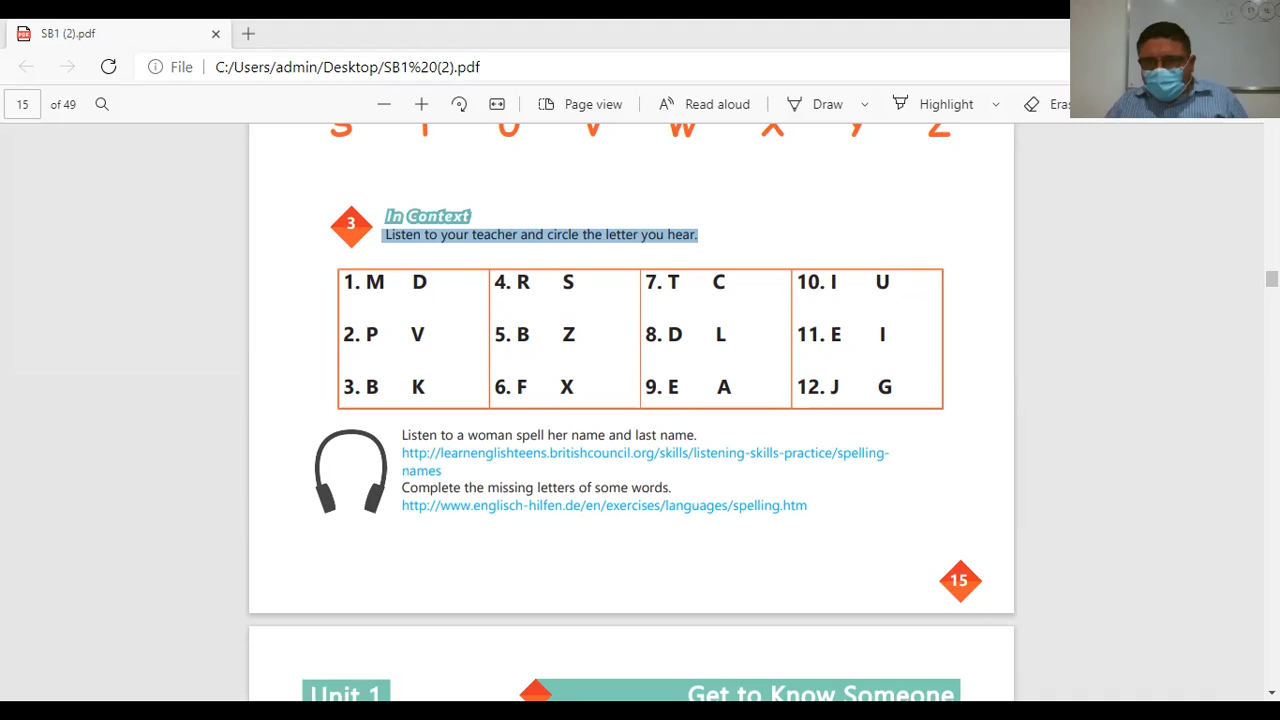 SB1 (2).pdf
File C:/Users/admin/Desktop/SB1%20(2).pdf
15 of 49 Page view Read aloud Draw Highlight Eras
S T U V W X Y Z
3 In Context
Listen to your teacher and circle the letter you hear.
1. M D 4. R S 7. T C 10. I U
2. P V 5. B Z 8. D L 11. E I
3. B K 6. F X 9. E A 12. J G
Listen to a woman spell her name and last name.
http://learnenglishteens.britishcouncil.org/skills/listening-skills-practice/spelling-
names
Complete the missing letters of some words.
http://www.englisch-hilfen.de/en/exercises/languages/spelling.htm
15
Unit 1 Get to Know Someone